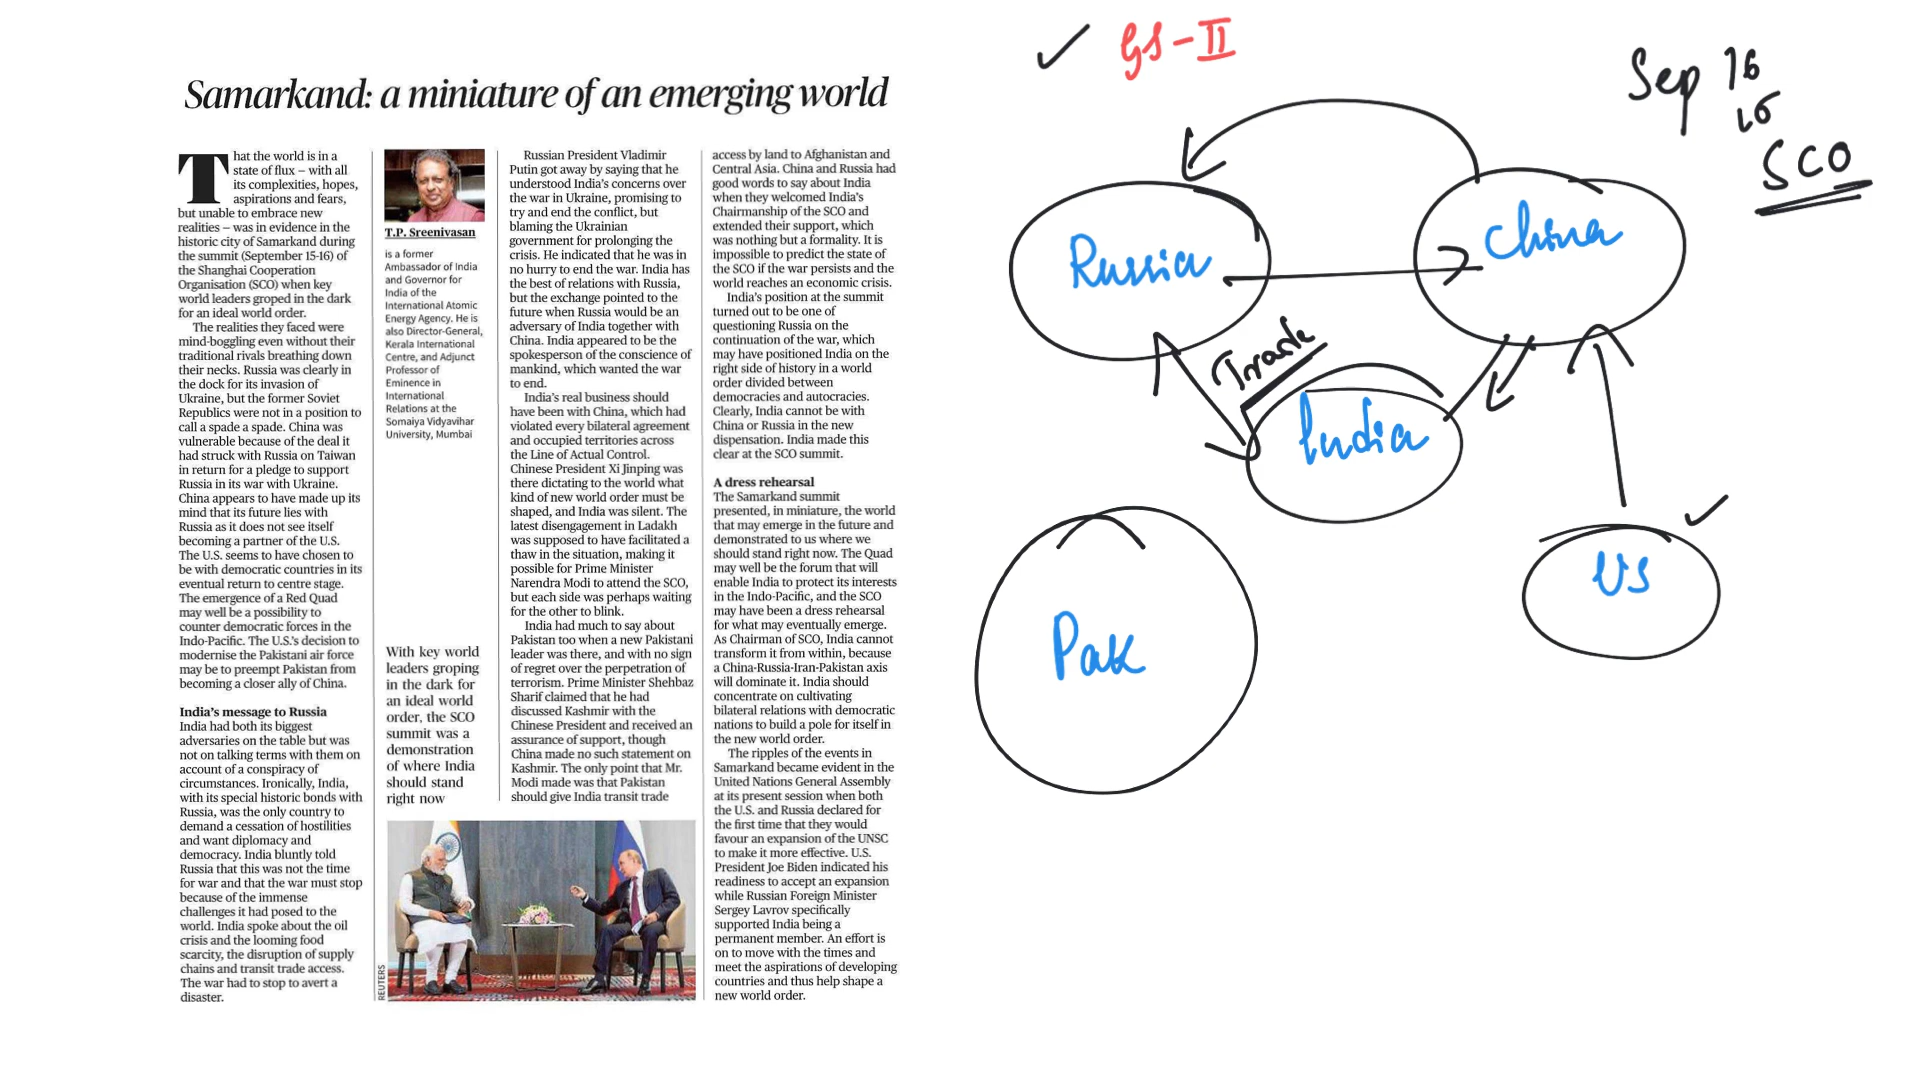 Samarkand: a miniature of an emerging world
That the world is in a
state of flux – with all
its complexities, hopes,
aspirations and fears,
but unable to embrace new
realities – was in evidence in the
historic city of Samarkand during
the summit (September 15-16) of
the Shanghai Cooperation
Organisation (SCO) when key
world leaders groped in the dark
for an ideal world order.
The realities they faced were
mind-boggling even without their
traditional rivals breathing down
their necks. Russia was clearly in
the dock for its invasion of
Ukraine, but the former Soviet
Republics were not in a position to
call a spade a spade. China was
vulnerable because of the deal it
had struck with Russia on Taiwan
in return for a pledge to support
Russia in its war with Ukraine.
China appears to have made up its
mind that its future lies with
Russia as it does not see itself
becoming a partner of the U.S.
The U.S. seems to have chosen to
be with democratic countries in its
eventual return to centre stage.
The emergence of a Red Quad
may well be a possibility to
counter democratic forces in the
Indo-Pacific. The U.S.'s decision to
modernise the Pakistani air force
may be to preempt Pakistan from
becoming a closer ally of China.
India's message to Russia
India had both its biggest
adversaries on the table but was
not on talking terms with them on
account of a conspiracy of
circumstances. Ironically, India,
with its special historic bonds with
Russia, was the only country to
demand a cessation of hostilities
and want diplomacy and
democracy. India bluntly told
Russia that this was not the time
for war and that the war must stop
because of the immense
challenges it had posed to the
world. India spoke about the oil
crisis and the looming food
scarcity, the disruption of supply
chains and transit trade access.
The war had to stop to avert a
disaster.
T.P. Sreenivasan
is a former
Ambassador of India
and Governor for
India of the
International Atomic
Energy Agency. He is
also Director-General,
Kerala International
Centre, and Adjunct
Professor of
Eminence in
International
Relations at the
Somaiya Vidyavihar
University, Mumbai
With key world
leaders groping
in the dark for
an ideal world
order, the SCO
summit was a
demonstration
of where India
should stand
right now
REUTERS
Russian President Vladimir
Putin got away by saying that he
understood India's concerns over
the war in Ukraine, promising to
try and end the conflict, but
blaming the Ukrainian
government for prolonging the
crisis. He indicated that he was in
no hurry to end the war. India has
the best of relations with Russia,
but the exchange pointed to the
future when Russia would be an
adversary of India together with
China. India appeared to be the
spokesperson of the conscience of
mankind, which wanted the war
to end.
India's real business should
have been with China, which had
violated every bilateral agreement
and occupied territories across
the Line of Actual Control.
Chinese President Xi Jinping was
there dictating to the world what
kind of new world order must be
shaped, and India was silent. The
latest disengagement in Ladakh
was supposed to have facilitated a
thaw in the situation, making it
possible for Prime Minister
Narendra Modi to attend the SCO,
but each side was perhaps waiting
for the other to blink.
India had much to say about
Pakistan too when a new Pakistani
leader was there, and with no sign
of regret over the perpetration of
terrorism. Prime Minister Shehbaz
Sharif claimed that he had
discussed Kashmir with the
Chinese President and received an
assurance of support, though
China made no such statement on
Kashmir. The only point that Mr.
Modi made was that Pakistan
should give India transit trade
access by land to Afghanistan and
Central Asia. China and Russia had
good words to say about India
when they welcomed India's
Chairmanship of the SCO and
extended their support, which
was nothing but a formality. It is
impossible to predict the state of
the SCO if the war persists and the
world reaches an economic crisis.
India's position at the summit
turned out to be one of
questioning Russia on the
continuation of the war, which
may have positioned India on the
right side of history in a world
order divided between
democracies and autocracies.
Clearly, India cannot be with
China or Russia in the new
dispensation. India made this
clear at the SCO summit.
A dress rehearsal
The Samarkand summit
presented, in miniature, the world
that may emerge in the future and
demonstrated to us where we
should stand right now. The Quad
may well be the forum that will
enable India to protect its interests
in the Indo-Pacific, and the SCO
may have been a dress rehearsal
for what may eventually emerge.
As Chairman of SCO, India cannot
transform it from within, because
a China-Russia-Iran-Pakistan axis
will dominate it. India should
concentrate on cultivating
bilateral relations with democratic
nations to build a pole for itself in
the new world order.
The ripples of the events in
Samarkand became evident in the
United Nations General Assembly
at its present session when both
the U.S. and Russia declared for
the first time that they would
favour an expansion of the UNSC
to make it more effective. U.S.
President Joe Biden indicated his
readiness to accept an expansion
while Russian Foreign Minister
Sergey Lavrov specifically
supported India being a
permanent member. An effort is
on to move with the times and
meet the aspirations of developing
countries and thus help shape a
new world order.
GS-II
Sep 16
16
SCO
Russia
China
Trade
India
US
Pak